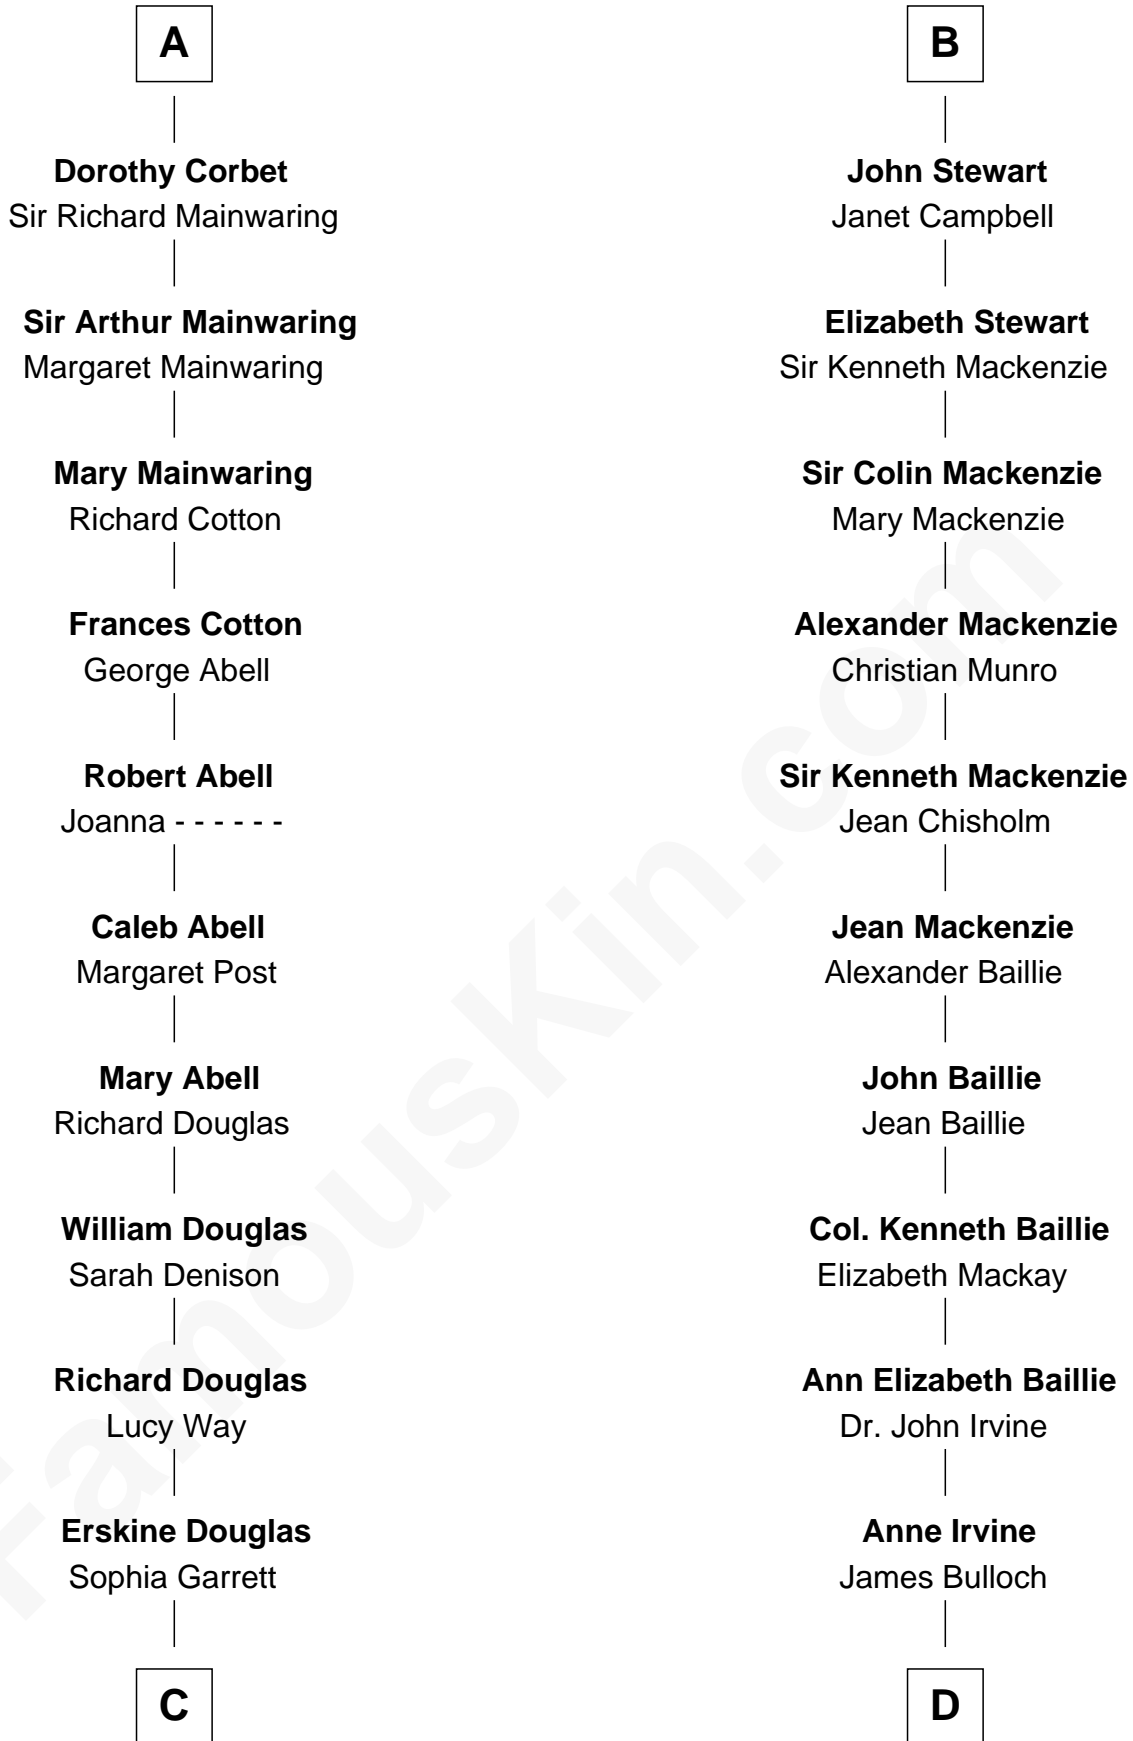 A
Dorothy Corbet
Sir Richard Mainwaring
Sir Arthur Mainwaring
Margaret Mainwaring
Mary Mainwaring
Richard Cotton
Frances Cotton
George Abell
Robert Abell
Joanna - - - - - -
Caleb Abell
Margaret Post
Mary Abell
Richard Douglas
William Douglas
Sarah Denison
Richard Douglas
Lucy Way
Erskine Douglas
Sophia Garrett
C
B
John Stewart
Janet Campbell
Elizabeth Stewart
Sir Kenneth Mackenzie
Sir Colin Mackenzie
Mary Mackenzie
Alexander Mackenzie
Christian Munro
Sir Kenneth Mackenzie
Jean Chisholm
Jean Mackenzie
Alexander Baillie
John Baillie
Jean Baillie
Col. Kenneth Baillie
Elizabeth Mackay
Ann Elizabeth Baillie
Dr. John Irvine
Anne Irvine
James Bulloch
D
FamousKin.com